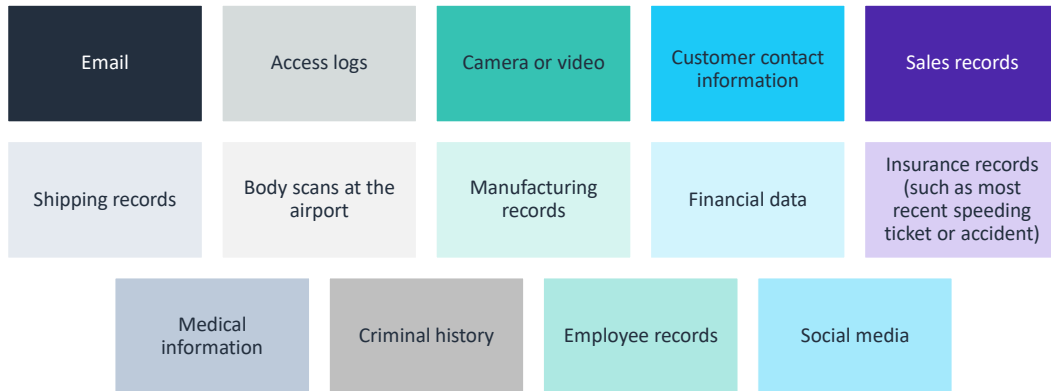 Email
Access logs
Camera or video
Customer contact
information
Sales records
Shipping records
Body scans at the
airport
Manufacturing
records
Financial data
Insurance records
(such as most
recent speeding
ticket or accident)
Medical
information
Criminal history
Employee records
Social media